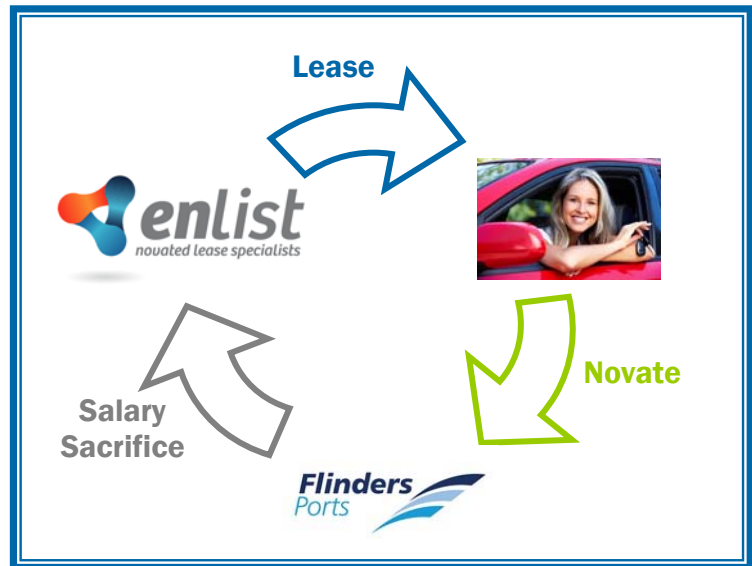 Lease
enlist
novated lease specialists
Novate
Salary
Sacrifice
Flinders
Ports